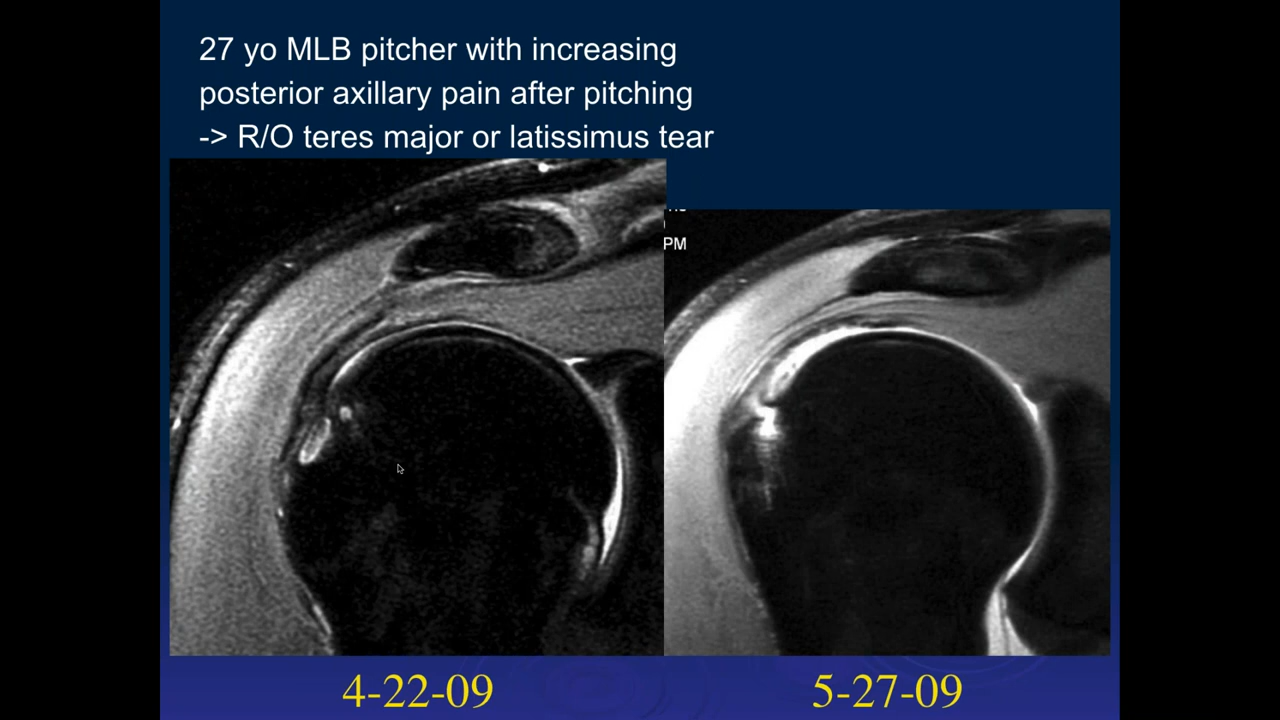 27 yo MLB pitcher with increasing
posterior axillary pain after pitching
-> R/O teres major or latissimus tear
PM
4-22-09
5-27-09